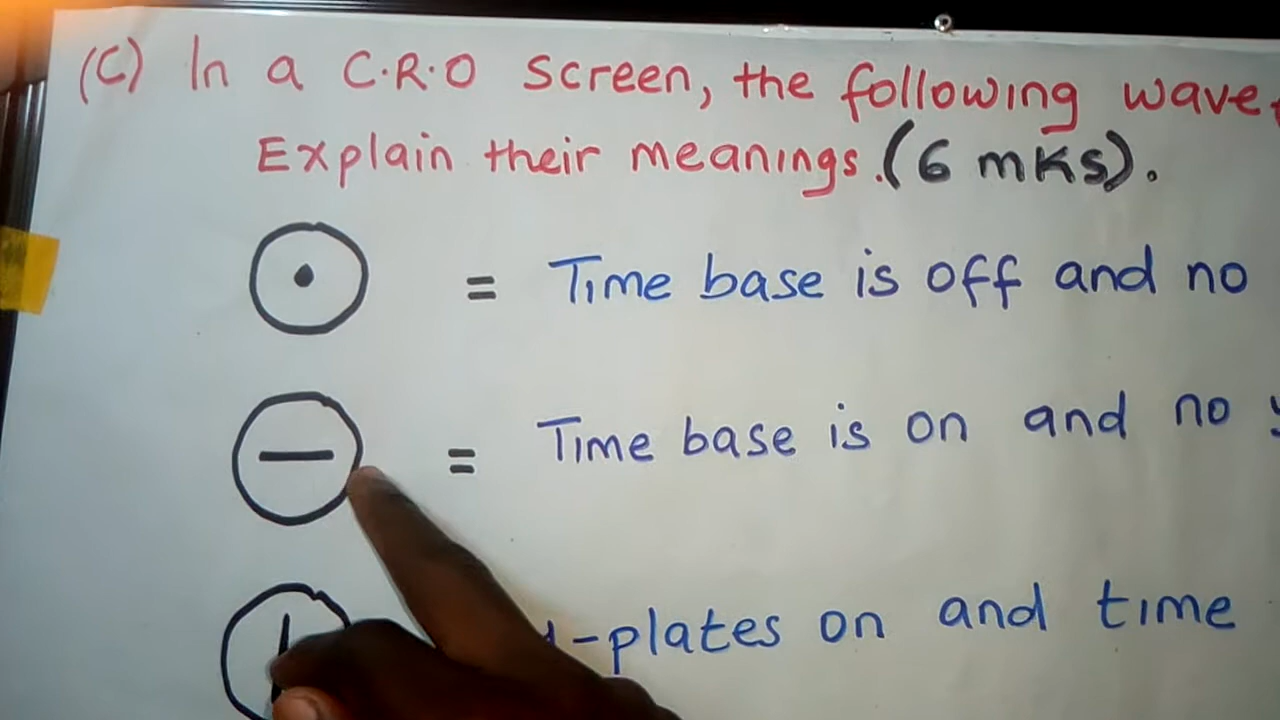 (C) In a C.R.O screen, the following
Explain their meanings. (6 mks).
= Time base is off and no
= Time base is on and no
-plates on and time